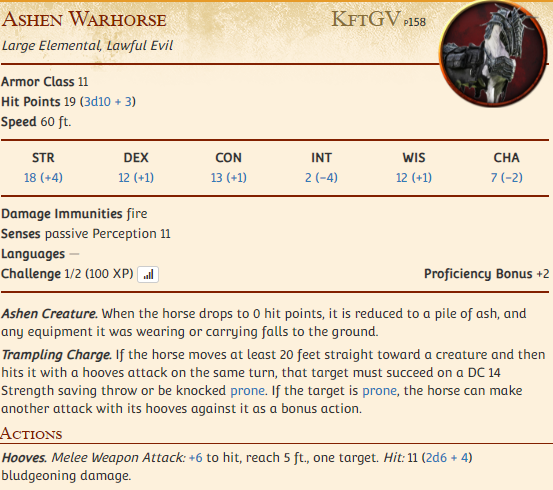 Ashen Warhorse KftGV p158
Large Elemental, Lawful Evil
Armor Class 11
Hit Points 19 (3d10 + 3)
Speed 60 ft.
STR DEX CON INT WIS CHA
18 (+4) 12 (+1) 13 (+1) 2 (−4) 12 (+1) 7 (−2)
Damage Immunities fire
Senses passive Perception 11
Languages —
Challenge 1/2 (100 XP) Proficiency Bonus +2
Ashen Creature. When the horse drops to 0 hit points, it is reduced to a pile of ash, and
any equipment it was wearing or carrying falls to the ground.
Trampling Charge. If the horse moves at least 20 feet straight toward a creature and then
hits it with a hooves attack on the same turn, that target must succeed on a DC 14
Strength saving throw or be knocked prone. If the target is prone, the horse can make
another attack with its hooves against it as a bonus action.
Actions
Hooves. Melee Weapon Attack: +6 to hit, reach 5 ft., one target. Hit: 11 (2d6 + 4)
bludgeoning damage.